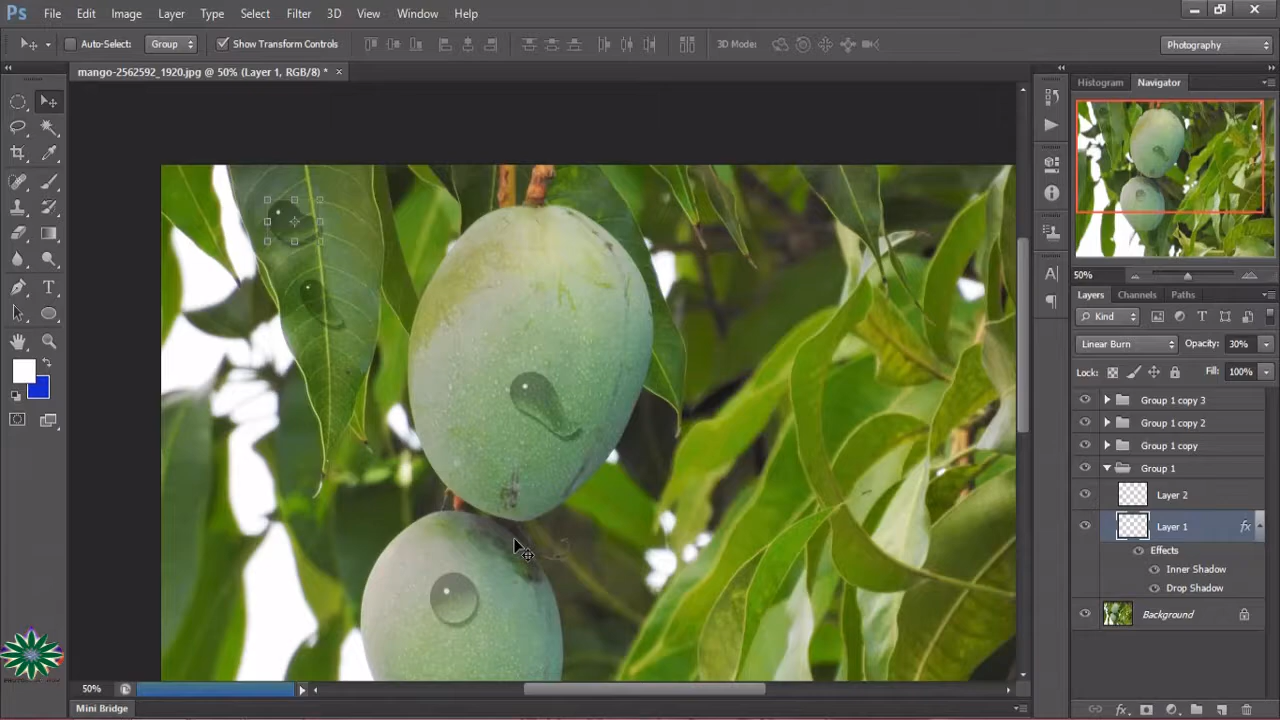 Ps File Edit Image Layer Type Select Filter 3D View Window Help
Auto-Select: Group Show Transform Controls 3D Mode: Photography
mango-2562592_1920.jpg @ 50% (Layer 1, RGB/8) * ×
Histogram Navigator
50%
Layers Channels Paths
Kind
Linear Burn Opacity: 30%
Lock: Fill: 100%
Group 1 copy 3
Group 1 copy 2
Group 1 copy
Group 1
Layer 2
Layer 1 fx
Effects
Inner Shadow
Drop Shadow
Background
50%
Mini Bridge